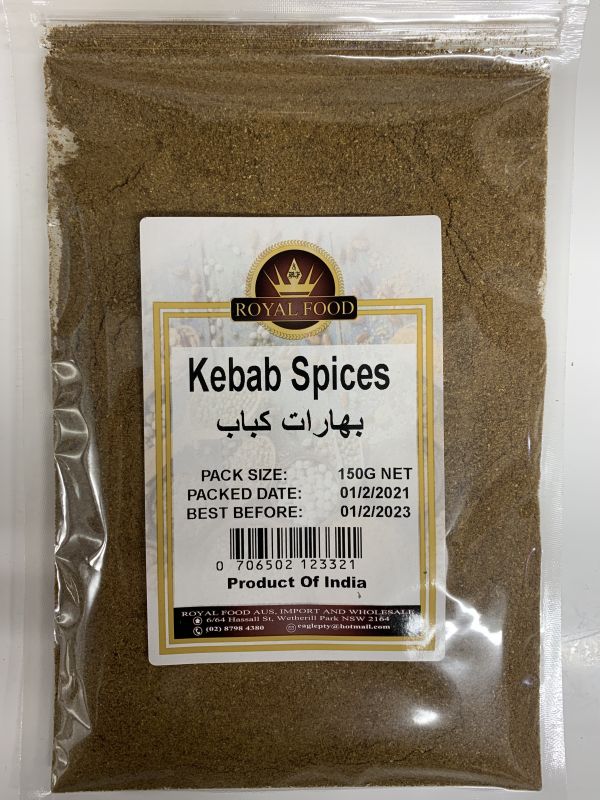 ROYAL FOOD
Kebab Spices
بهارات كباب
PACK SIZE: 150G NET
PACKED DATE: 01/2/2021
BEST BEFORE: 01/2/2023
0 706502 123321
Product Of India
ROYAL FOOD AUS, IMPORT AND WHOLESALE
6/64 Hassall St, Wetherill Park NSW 2164
(02) 8798 4380 eaglepty@hotmail.com